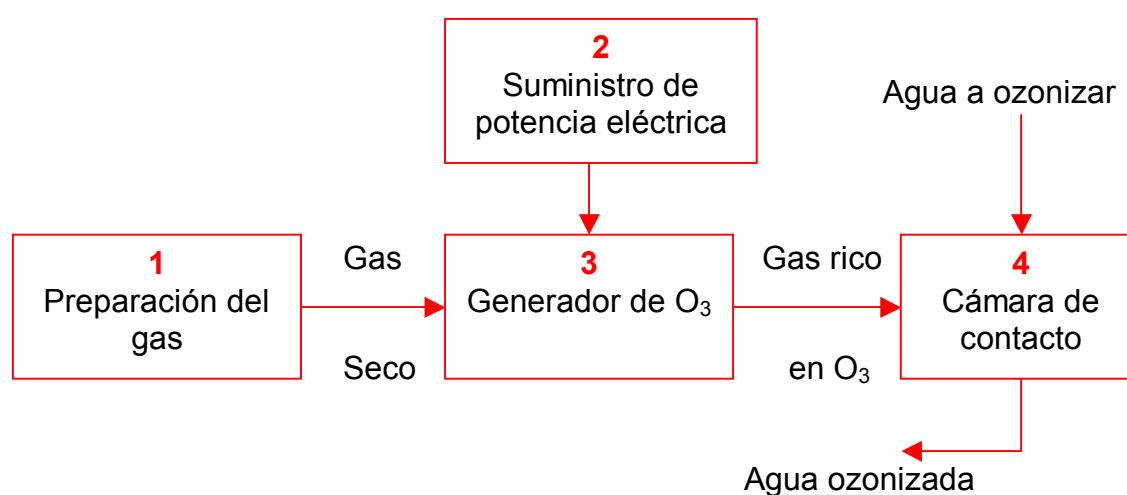 2
Suministro de
potencia eléctrica
Agua a ozonizar
1
Preparación del
gas
Gas
Seco
3
Generador de O₃
Gas rico
en O₃
4
Cámara de
contacto
Agua ozonizada